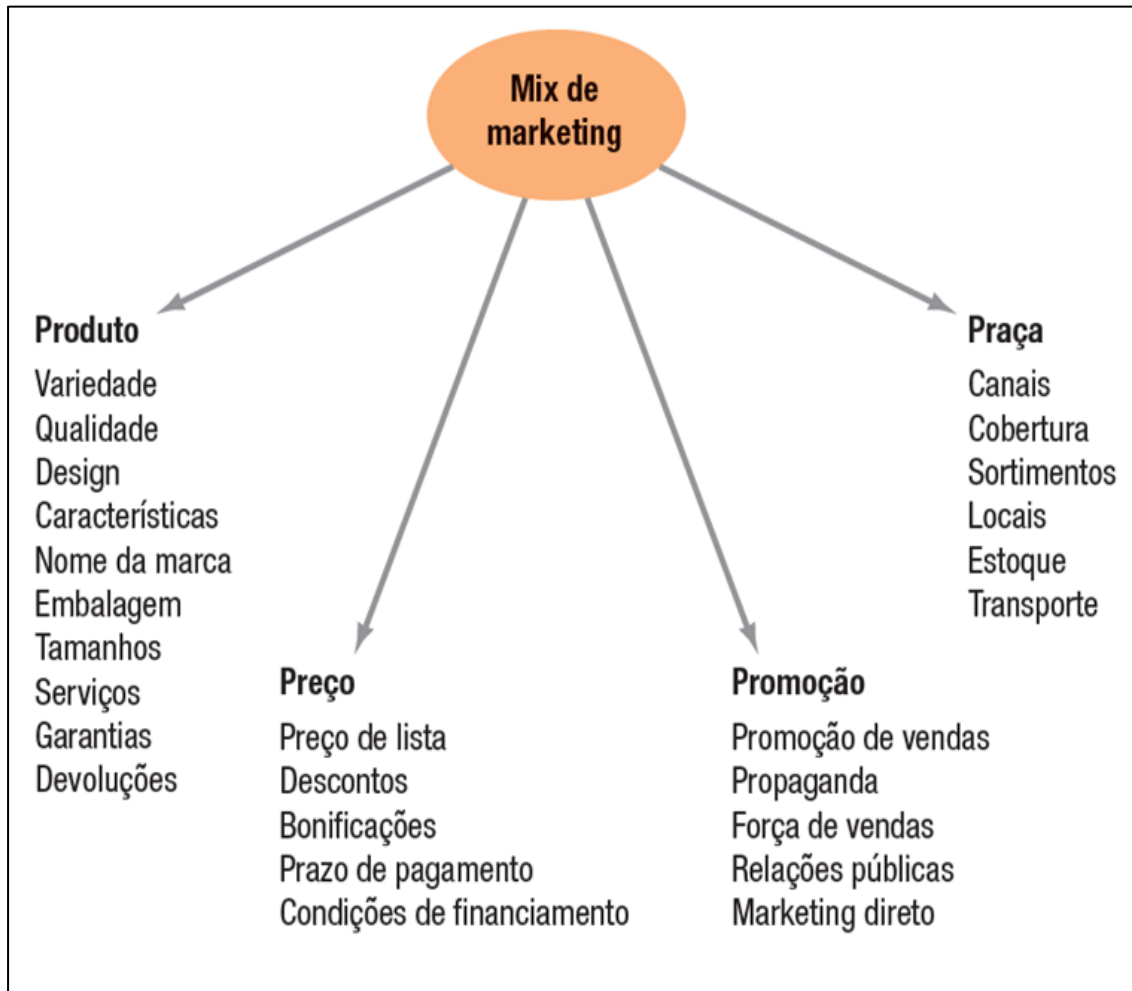 Mix de
marketing
Produto
Variedade
Qualidade
Design
Características
Nome da marca
Embalagem
Tamanhos
Serviços
Garantias
Devoluções
Preço
Preço de lista
Descontos
Bonificações
Prazo de pagamento
Condições de financiamento
Promoção
Promoção de vendas
Propaganda
Força de vendas
Relações públicas
Marketing direto
Praça
Canais
Cobertura
Sortimentos
Locais
Estoque
Transporte